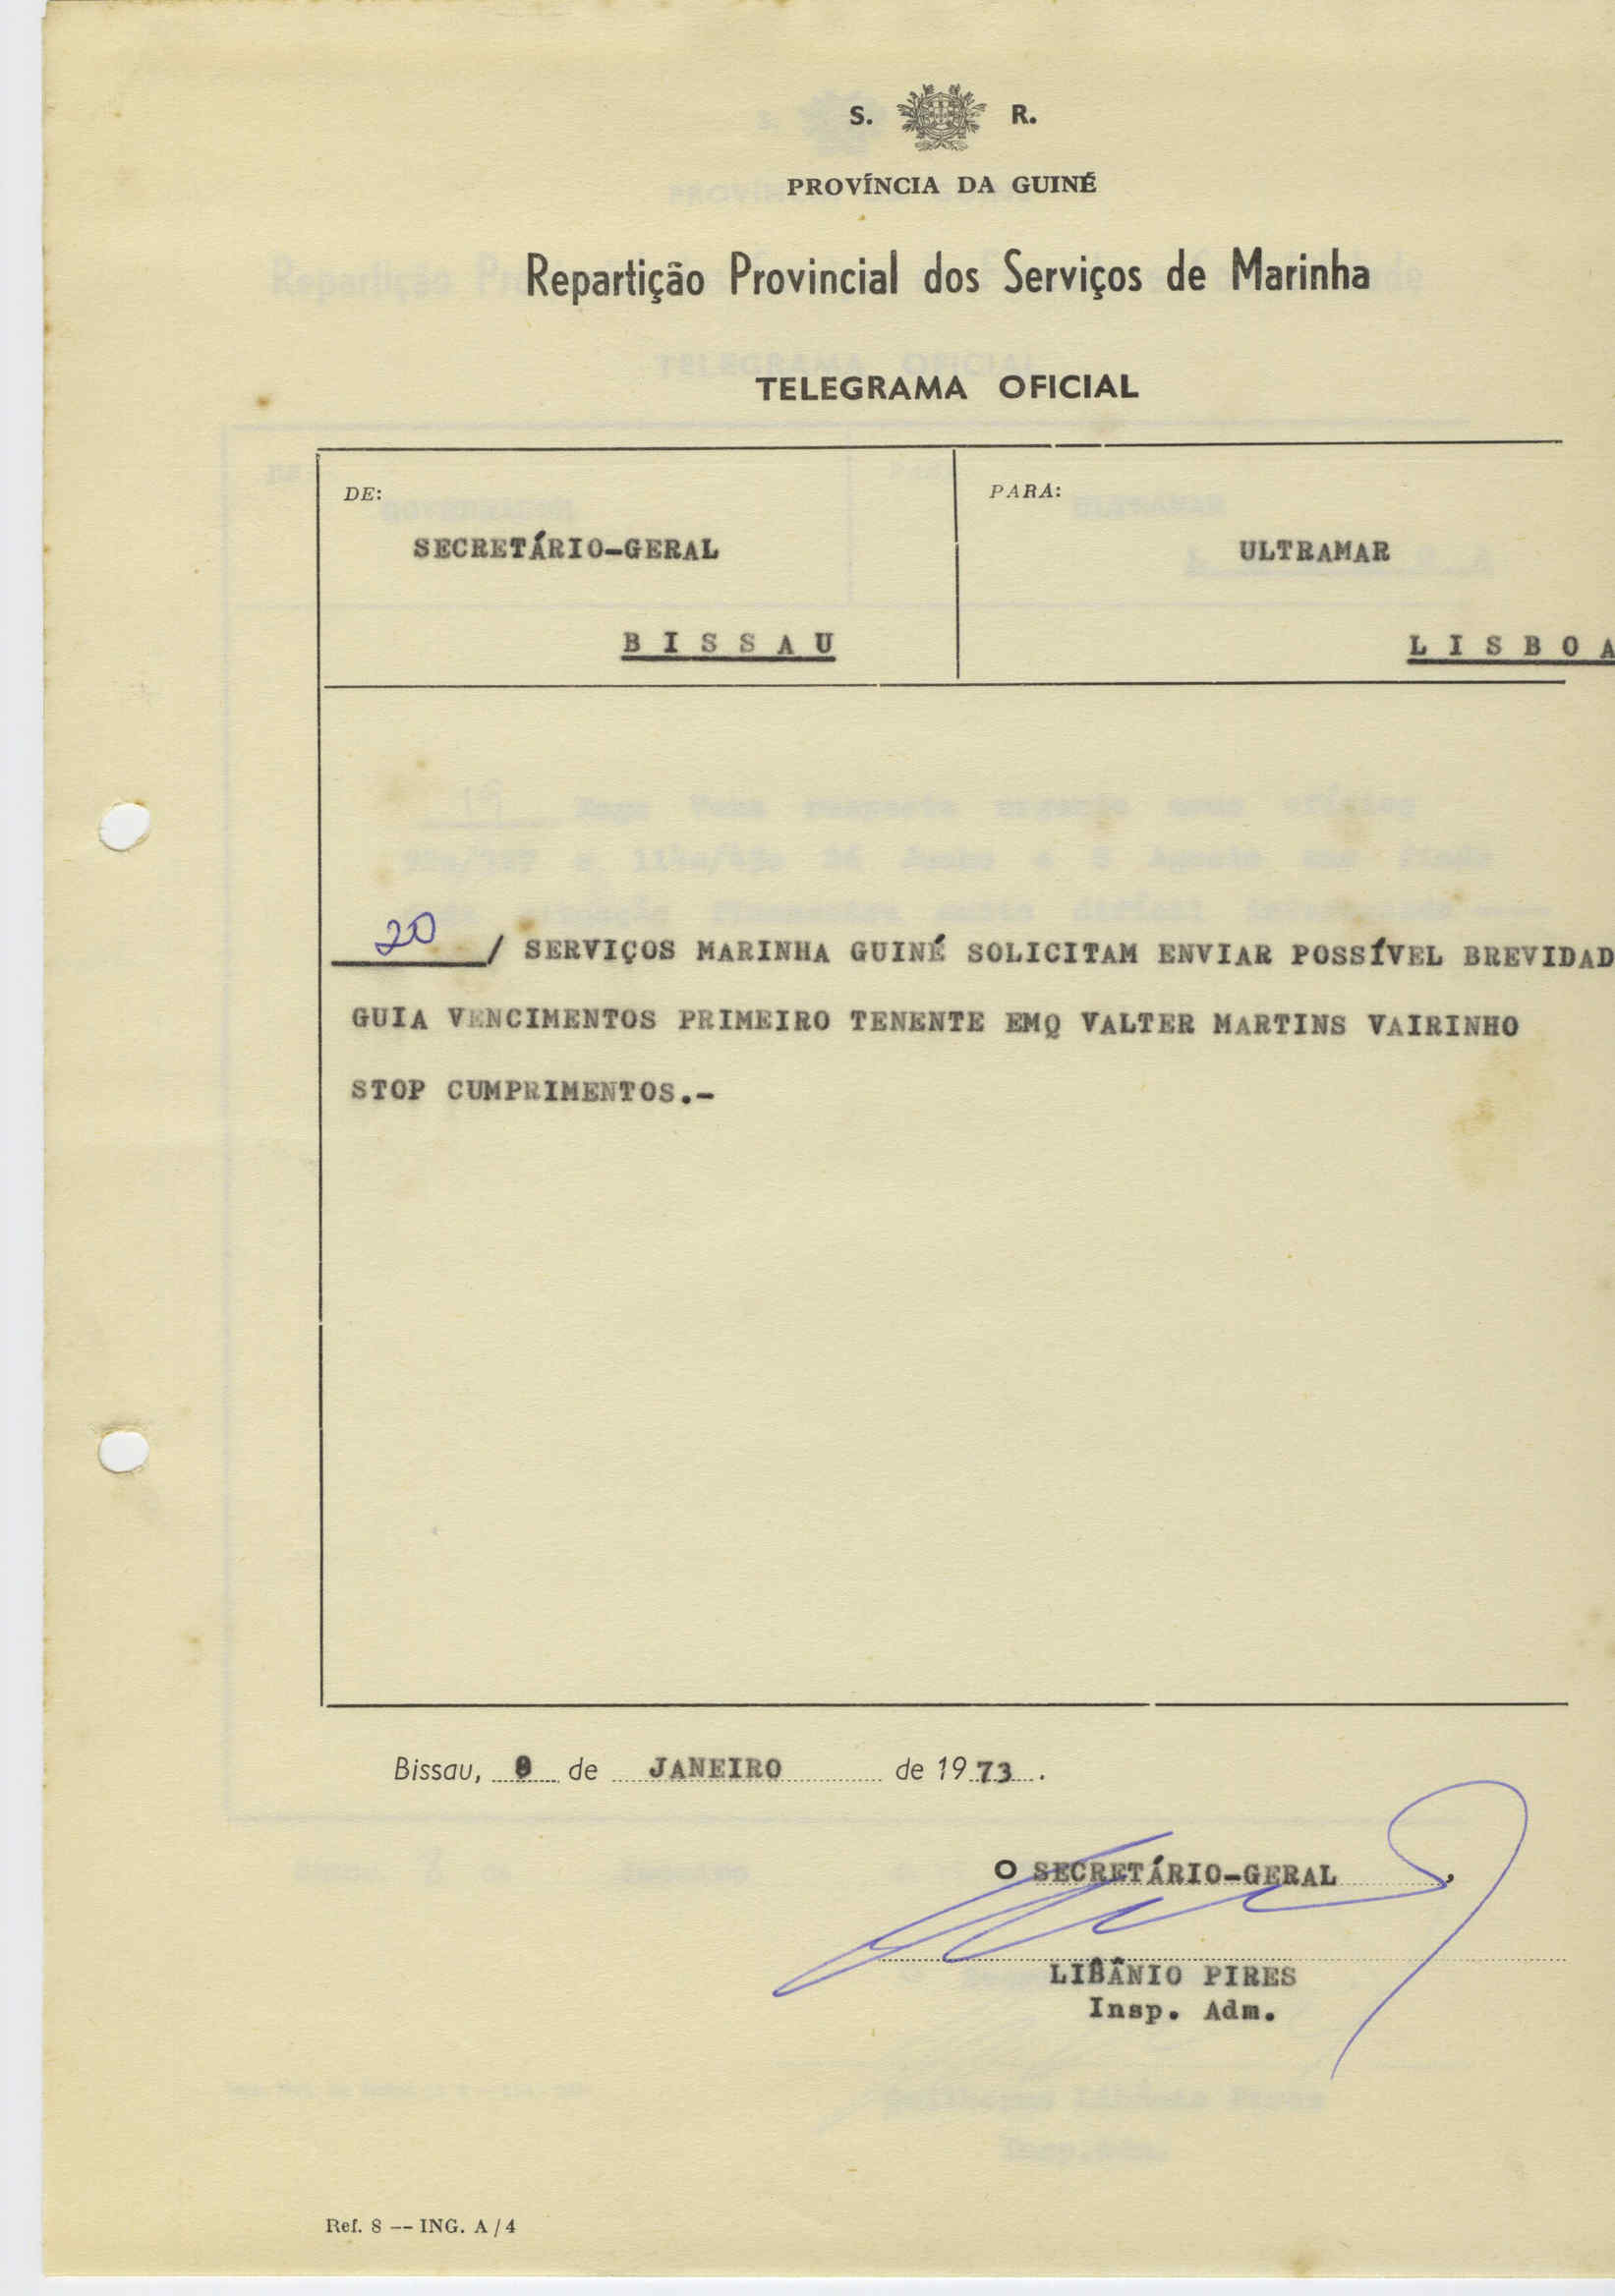 S. R.
PROVÍNCIA DA GUINÉ
Repartição Provincial dos Serviços de Marinha
TELEGRAMA OFICIAL
DE:
SECRETÁRIO-GERAL
BISSAU
PARA:
ULTRAMAR
LISBOA
20 / SERVIÇOS MARINHA GUINÉ SOLICITAM ENVIAR POSSÍVEL BREVIDAD
GUIA VENCIMENTOS PRIMEIRO TENENTE EMQ VALTER MARTINS VAIRINHO
STOP CUMPRIMENTOS.-
Bissau, de JANEIRO de 1973.
O SECRETÁRIO-GERAL,
LIBÂNIO PIRES
Insp. Adm.
Ref. 8 — ING. A/4